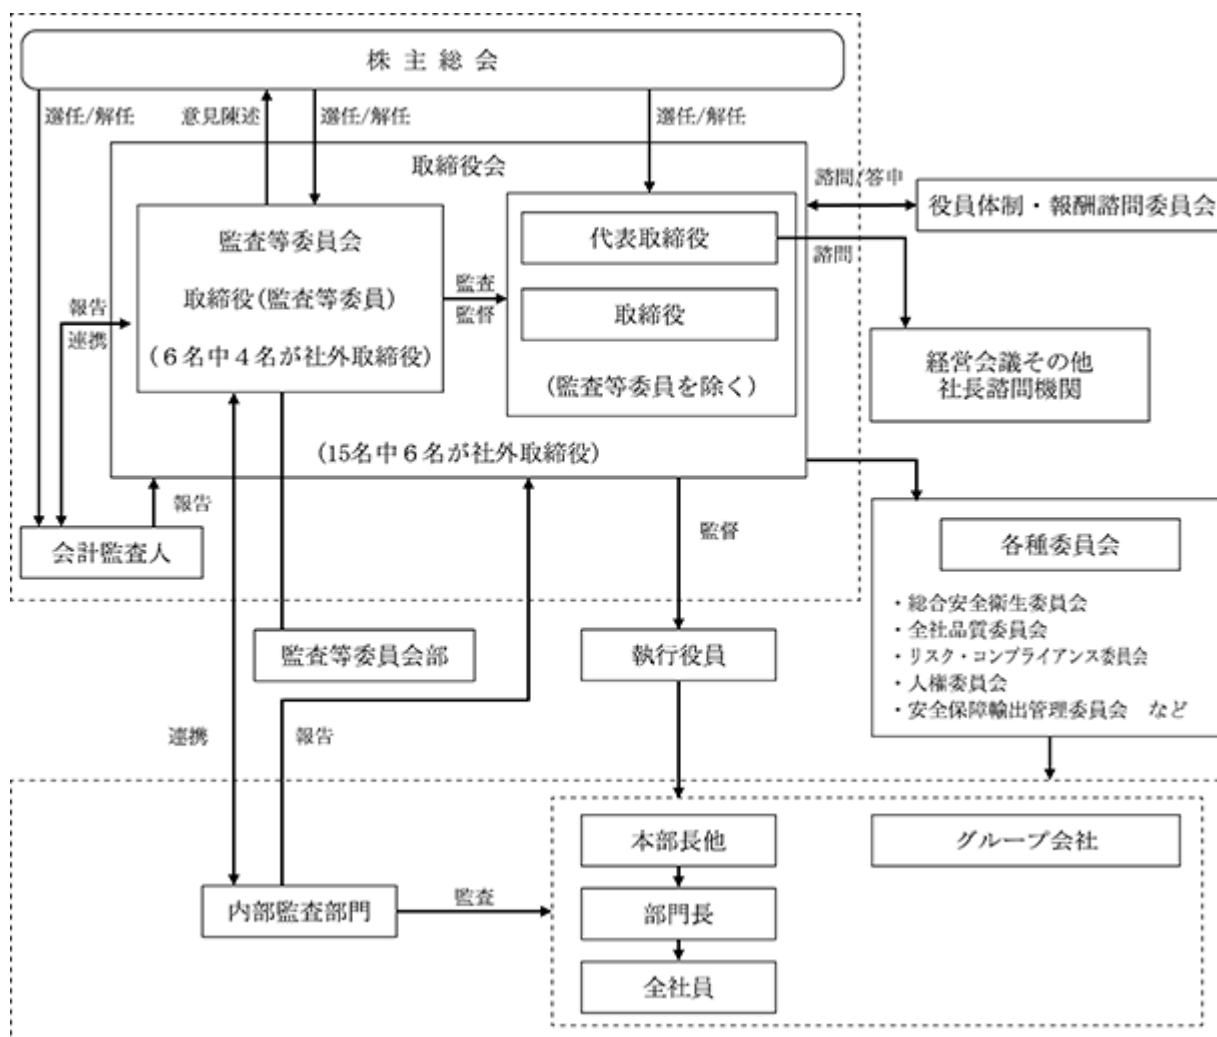 株主総会
選任/解任
意見陳述
選任/解任
選任/解任
取締役会
監査等委員会
取締役(監査等委員)
(6名中4名が社外取締役)
監査
監督
代表取締役
取締役
(監査等委員を除く)
(15名中6名が社外取締役)
諮問/答申
役員体制・報酬諮問委員会
諮問
経営会議その他
社長諮問機関
報告
連携
報告
会計監査人
監督
各種委員会
・総合安全衛生委員会
・全社品質委員会
・リスク・コンプライアンス委員会
・人権委員会
・安全保障輸出管理委員会 など
監査等委員会部
執行役員
連携
報告
本部長他
グループ会社
内部監査部門
監査
部門長
全社員